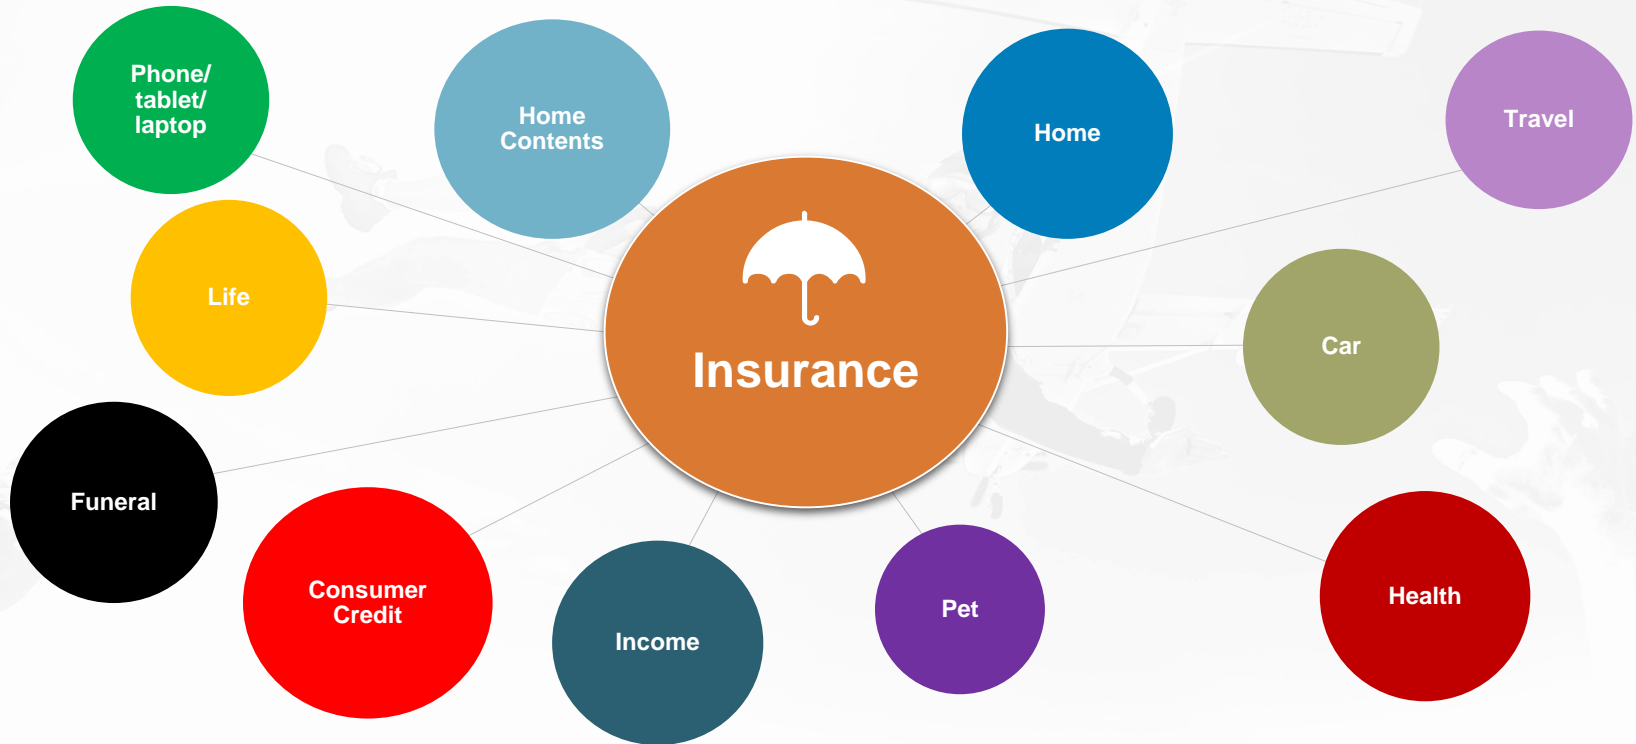 Phone/
tablet/
laptop
Home
Contents
Home
Travel
Life
Insurance
Car
Funeral
Consumer
Credit
Income
Pet
Health